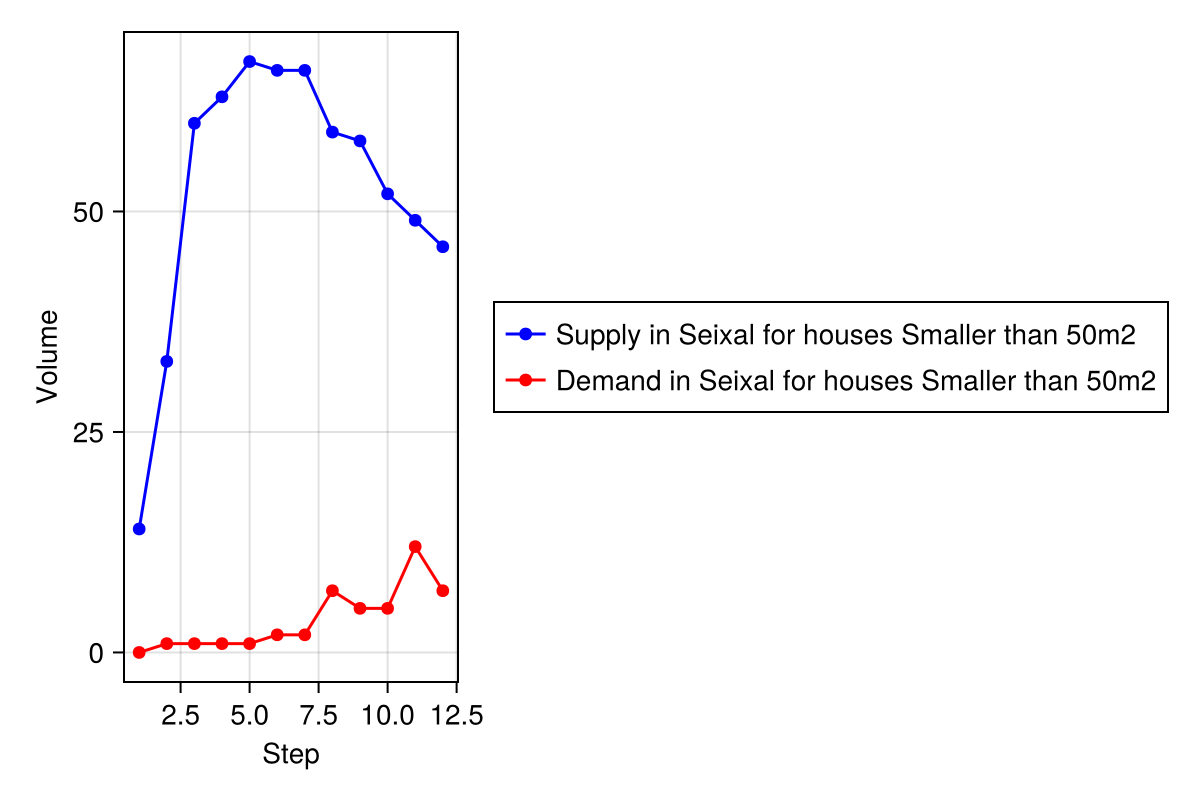 50
25
0
Volume
2.5 5.0 7.5 10.0 12.5
Step
Supply in Seixal for houses Smaller than 50m2
Demand in Seixal for houses Smaller than 50m2